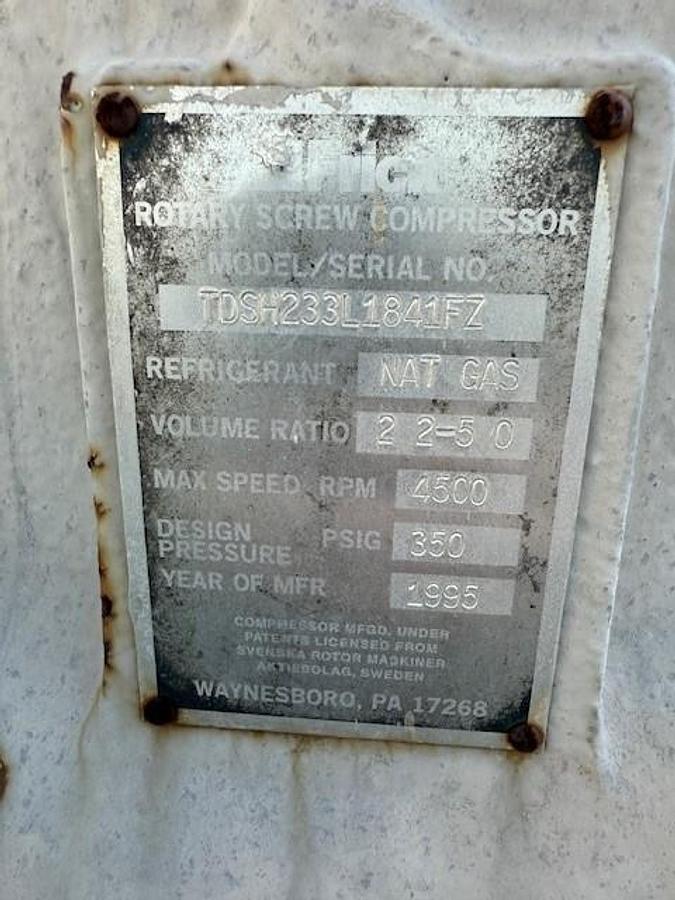 Frick
ROTARY SCREW COMPRESSOR
MODEL/SERIAL NO.
TDSH233L1841FZ
REFRIGERANT NAT GAS
VOLUME RATIO 2 2-5 0
MAX SPEED RPM 4500
DESIGN
PRESSURE PSIG 350
YEAR OF MFR 1995
COMPRESSOR MFGD. UNDER
PATENTS LICENSED FROM
SVENSKA ROTOR MASKINER
AKTIEBOLAG, SWEDEN
WAYNESBORO, PA 17268